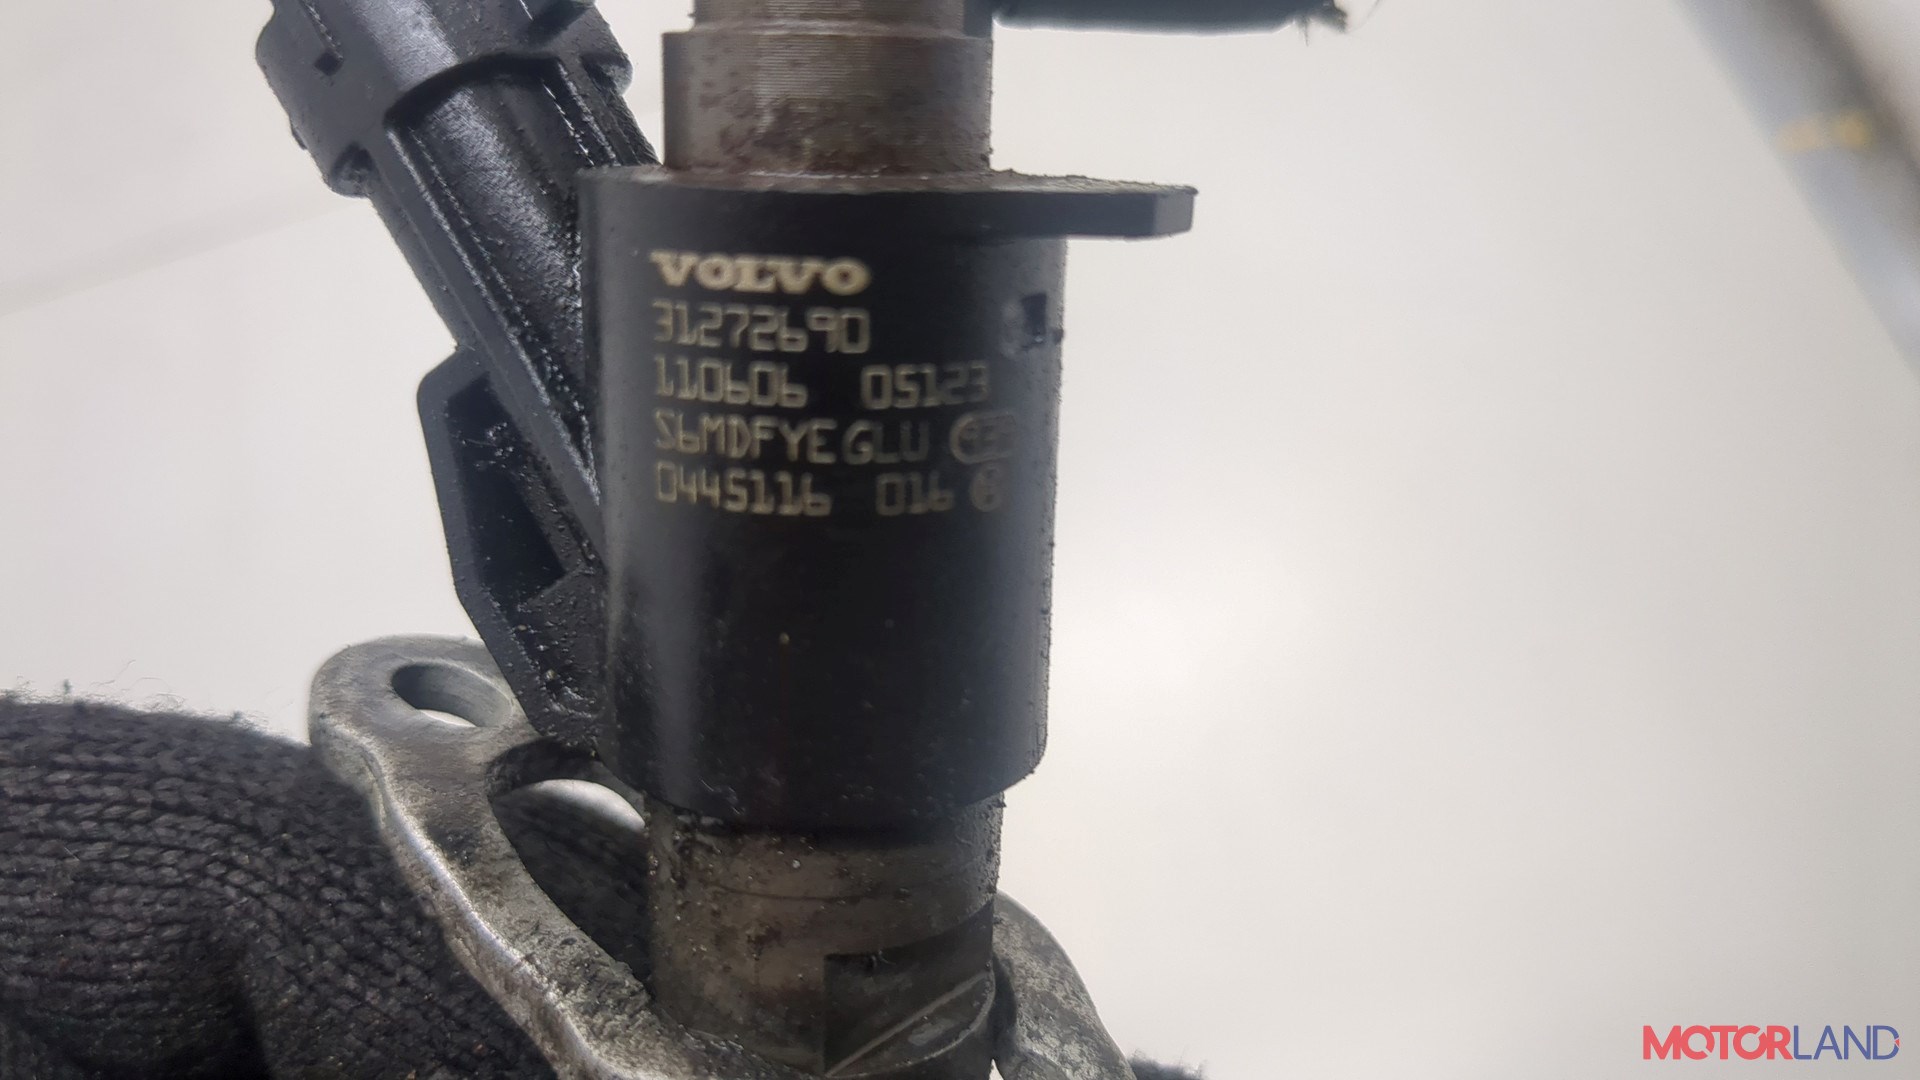 VOLVO
31272690
110606 05123
S6MDFYEGLU
0445116 016
MOTORLAND